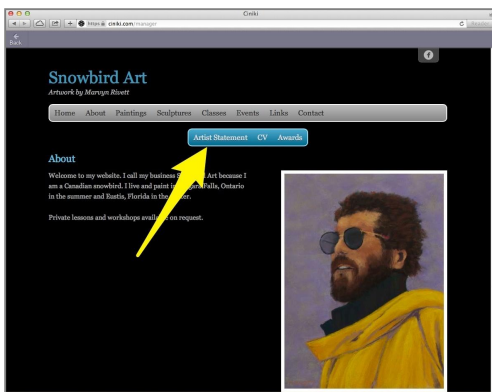 Ciniki
https ciniki.com/manager
Reader
Back
f
Snowbird Art
Artwork by Marvyn Rivett
Home About Paintings Sculptures Classes Events Links Contact
Artist Statement CV Awards
About
Welcome to my website. I call my business Art because I
am a Canadian snowbird. I live and paint in Falls, Ontario
in the summer and Eustis, Florida in the
Private lessons and workshops on request.